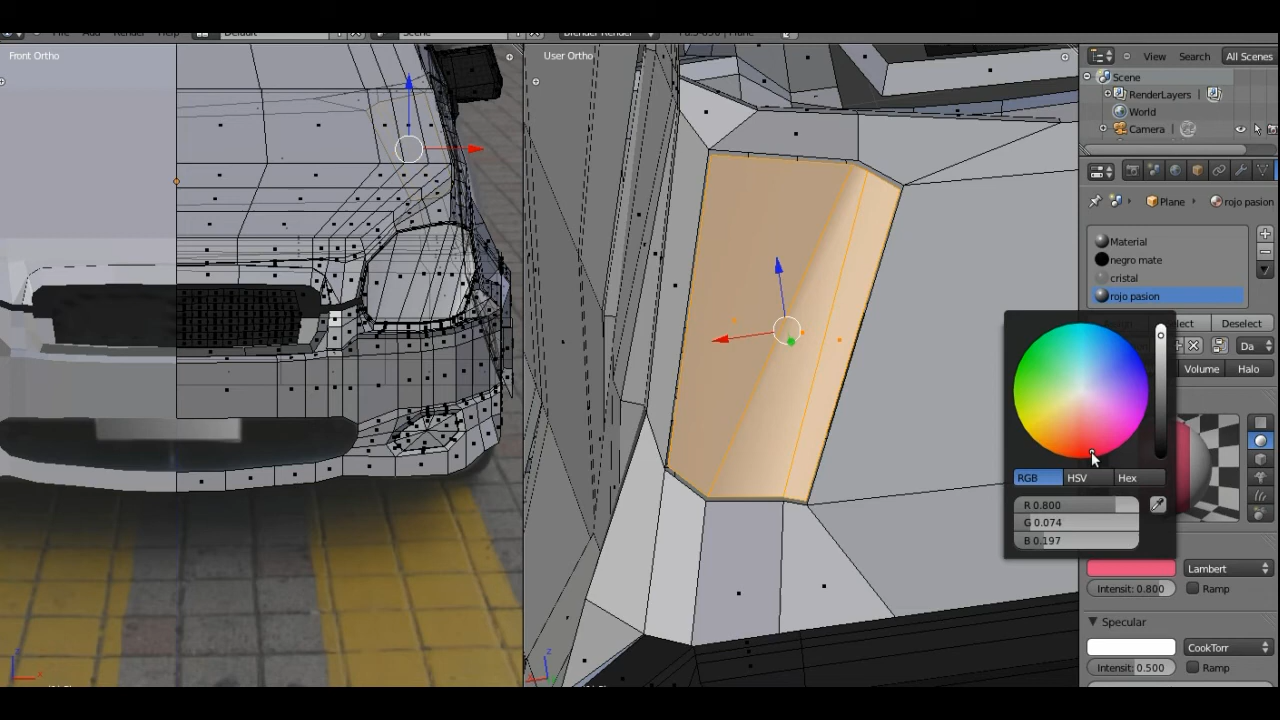 Front Ortho
User Ortho
View Search All Scenes
Scene
RenderLayers
World
Camera
Plane rojo pasion
Material
negro mate
cristal
rojo pasion
Deselect
Da
Volume Halo
RGB HSV Hex
R 0.800
G 0.074
B 0.197
Lambert
Intensit: 0.800 Ramp
Specular
CookTorr
Intensit: 0.500 Ramp